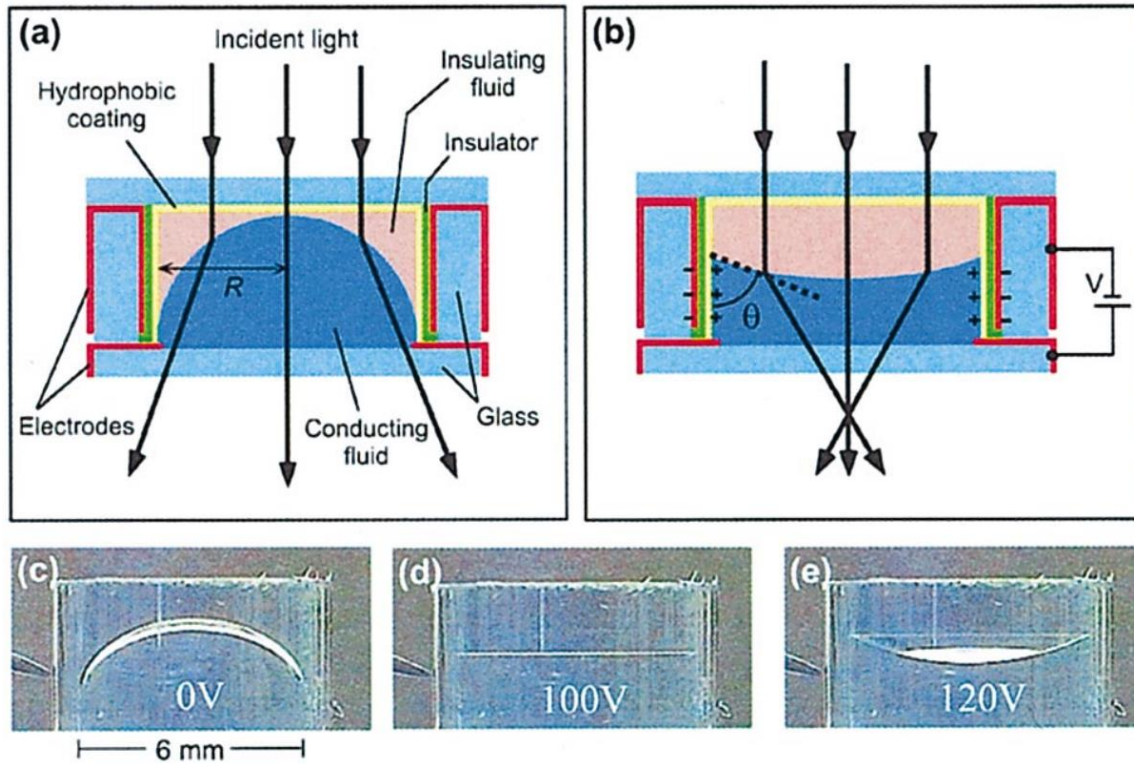 (a)
Incident light
Insulating
fluid
Hydrophobic
coating
Insulator
R
Electrodes
Conducting
fluid
Glass
(b)
θ
V
(c)
0V
6 mm
(d)
100V
(e)
120V